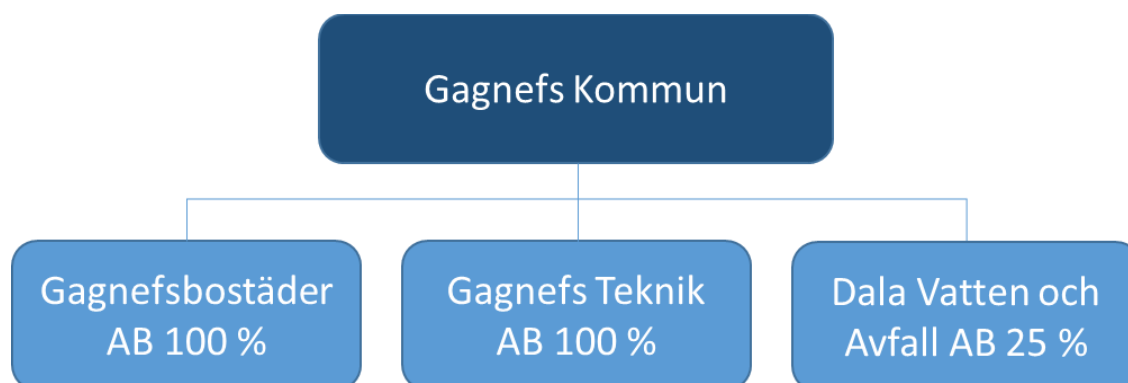 Gagnefs Kommun
Gagnefsbostäder
AB 100 %
Gagnefs Teknik
AB 100 %
Dala Vatten och
Avfall AB 25 %